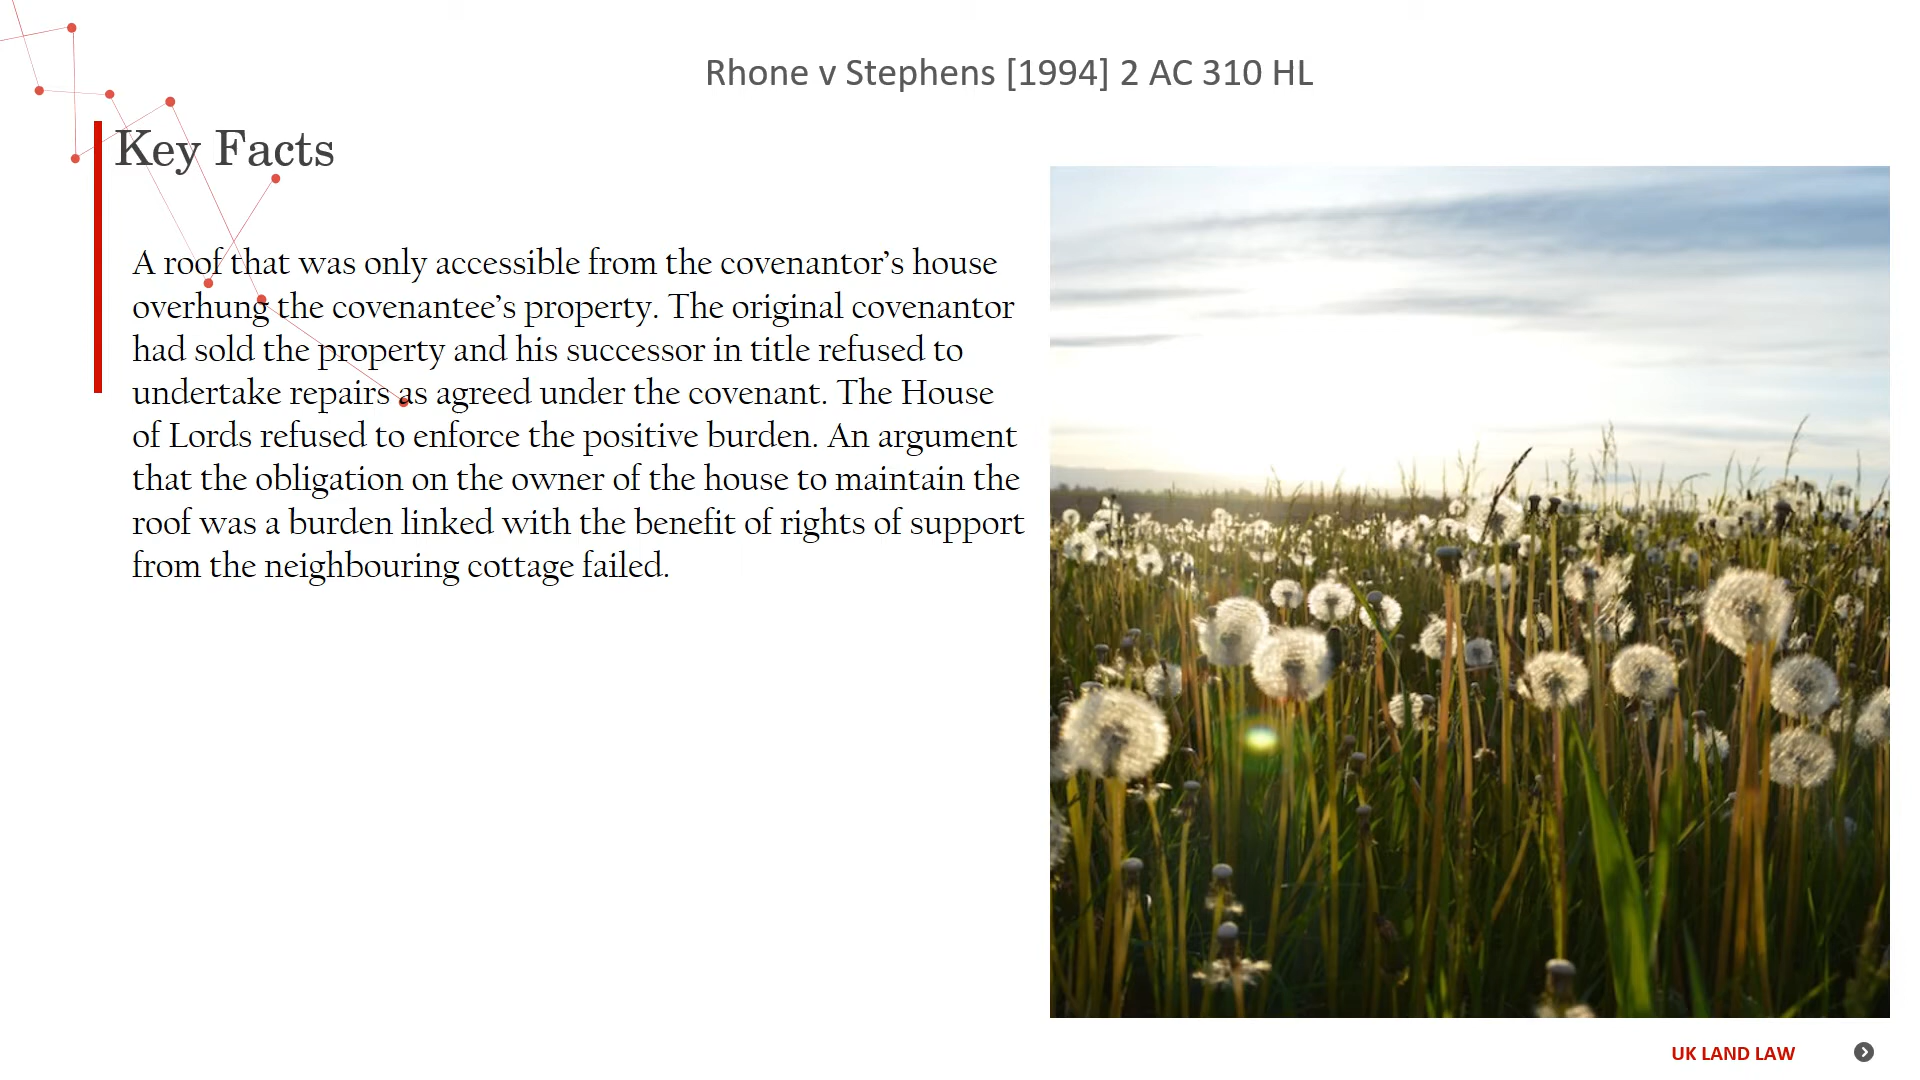 Rhone v Stephens [1994] 2 AC 310 HL
Key Facts
A roof that was only accessible from the covenantor’s house
overhung the covenantee’s property. The original covenantor
had sold the property and his successor in title refused to
undertake repairs as agreed under the covenant. The House
of Lords refused to enforce the positive burden. An argument
that the obligation on the owner of the house to maintain the
roof was a burden linked with the benefit of rights of support
from the neighbouring cottage failed.
UK LAND LAW